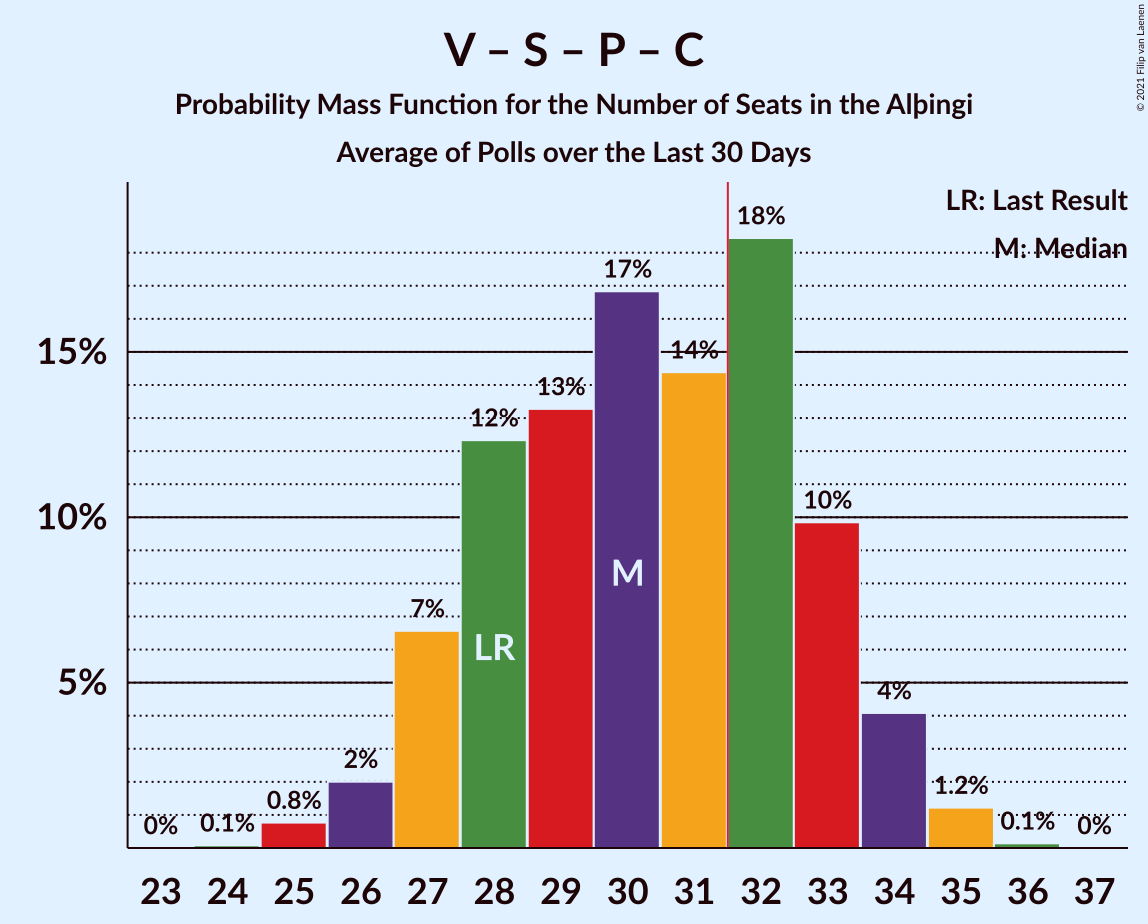 V – S – P – C
Probability Mass Function for the Number of Seats in the Alþingi
Average of Polls over the Last 30 Days
© 2021 Filip van Laenen
LR: Last Result
M: Median
18%
17%
15%
14%
13%
12%
10%
10%
M
7%
LR
5%
4%
2%
0.8%
1.2%
0%
0.1%
0.1%
0%
23 24 25 26 27 28 29 30 31 32 33 34 35 36 37